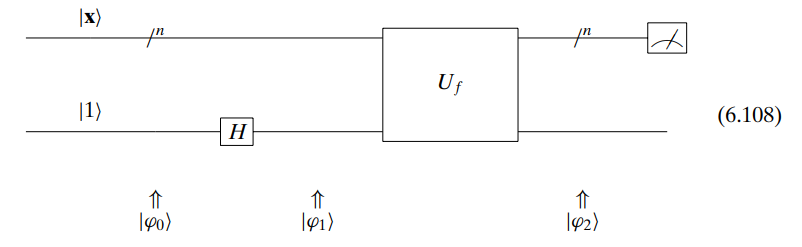 |x⟩
n
n
U_f
|1⟩
H
(6.108)
⇑ ⇑ ⇑
|φ₀⟩ |φ₁⟩ |φ₂⟩